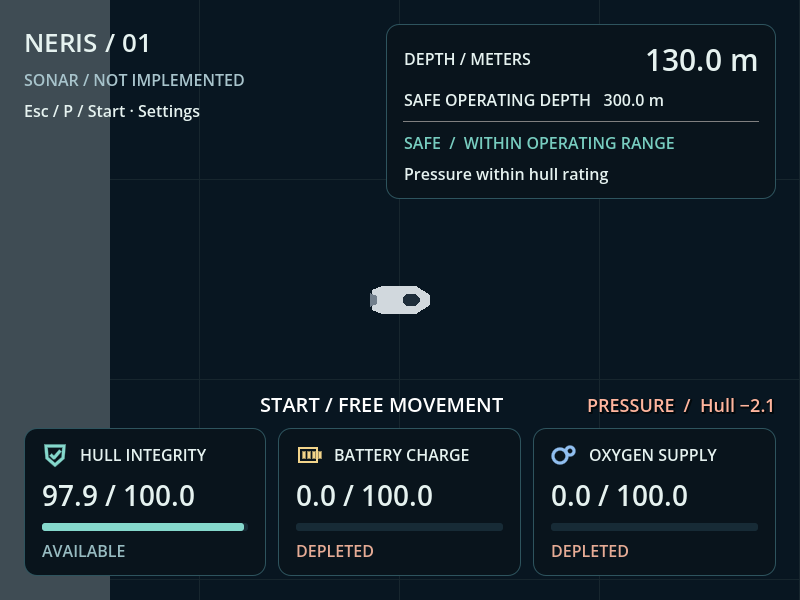 NERIS / 01
SONAR / NOT IMPLEMENTED
Esc / P / Start · Settings
DEPTH / METERS 130.0 m
SAFE OPERATING DEPTH 300.0 m
SAFE / WITHIN OPERATING RANGE
Pressure within hull rating
START / FREE MOVEMENT
PRESSURE / Hull −2.1
HULL INTEGRITY
97.9 / 100.0
AVAILABLE
BATTERY CHARGE
0.0 / 100.0
DEPLETED
OXYGEN SUPPLY
0.0 / 100.0
DEPLETED